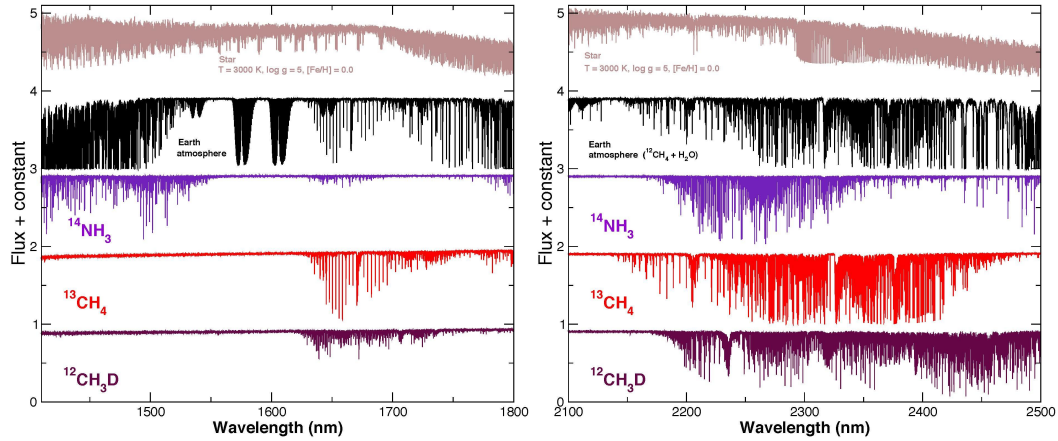 5
4
3
2
1
0
Flux + constant
Star
T = 3000 K, log g = 5, [Fe/H] = 0.0
Earth
atmosphere
¹⁴NH₃
¹³CH₄
¹²CH₃D
1500
1600
1700
1800
Wavelength (nm)
5
4
3
2
1
0
Flux + constant
Star
T = 3000 K, log g = 5, [Fe/H] = 0.0
Earth
atmosphere (¹²CH₄ + H₂O)
¹⁴NH₃
¹³CH₄
¹²CH₃D
2100
2200
2300
2400
2500
Wavelength (nm)